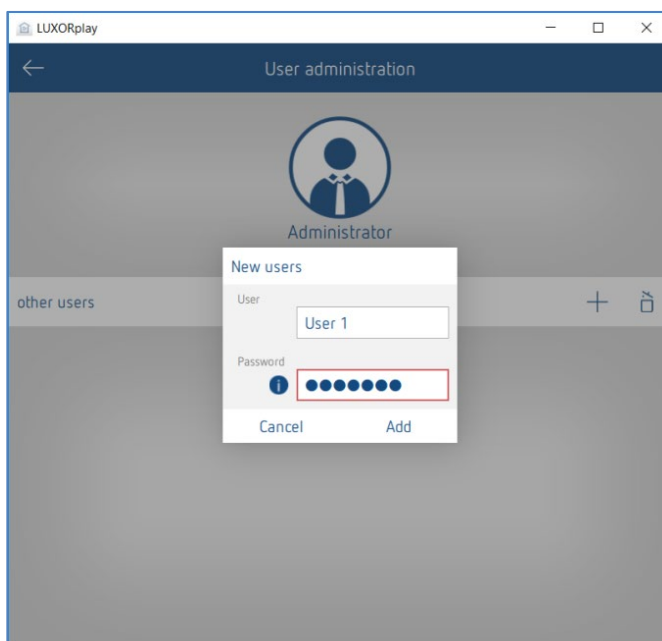 LUXORplay
User administration
Administrator
New users
other users
User
User 1
Password
i ●●●●●●●
Cancel Add